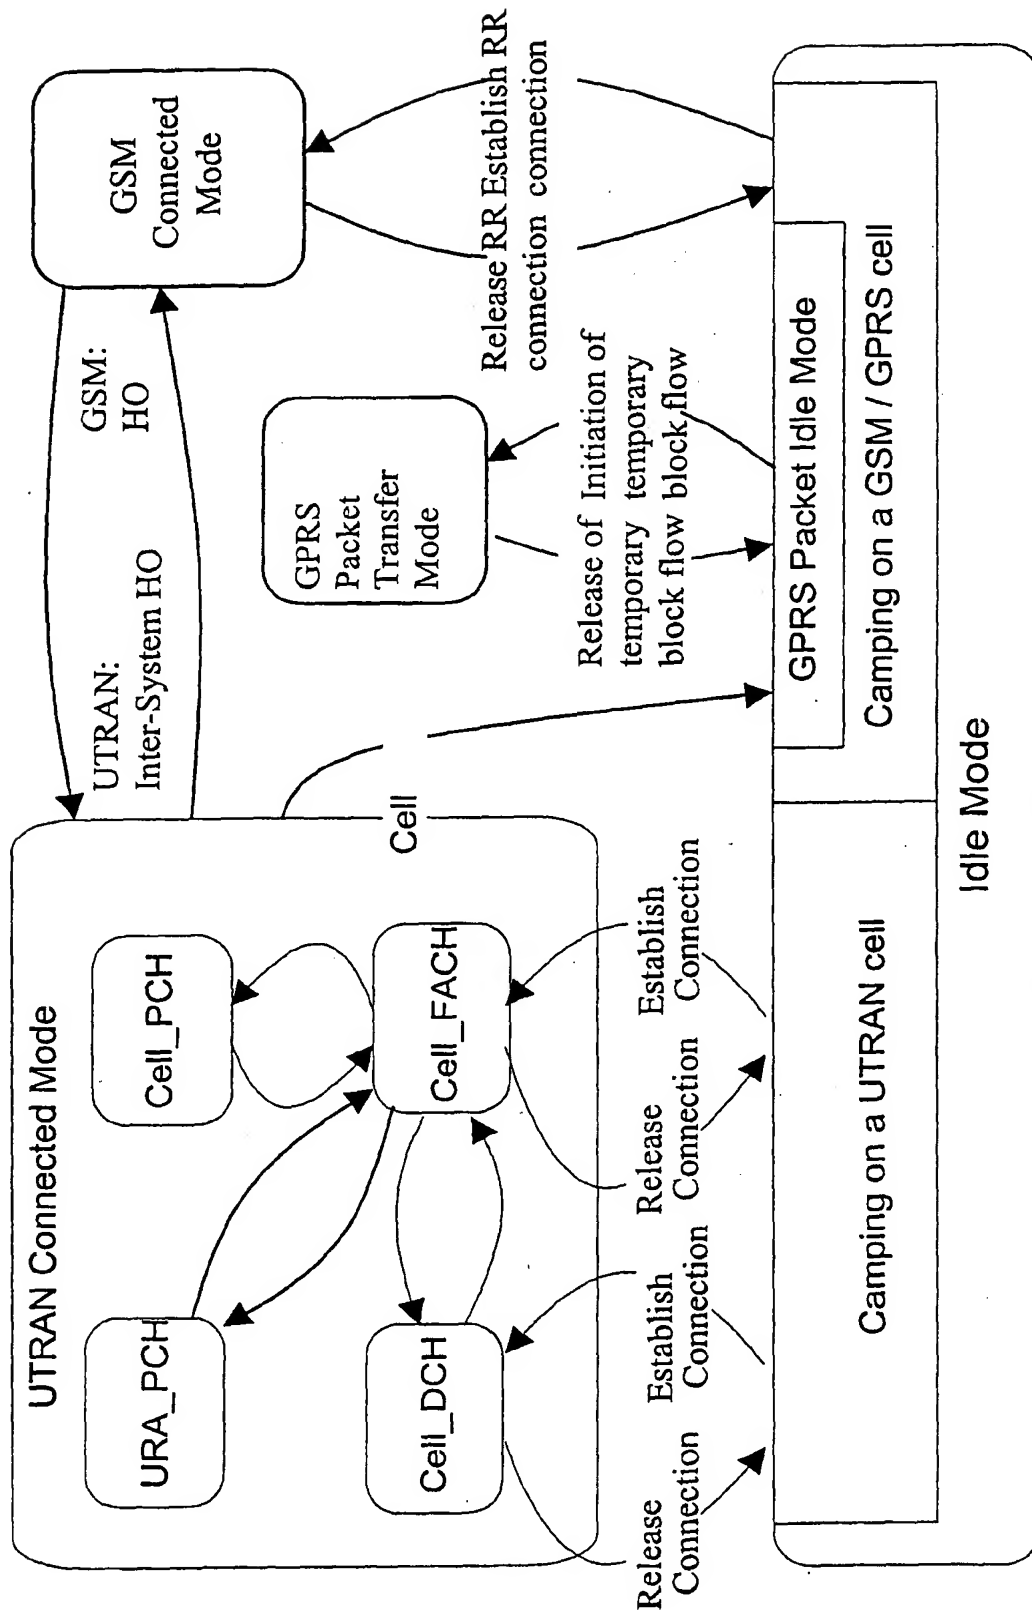 UTRAN Connected Mode
URA_PCH
Cell_PCH
UTRAN:
Inter-System HO
GSM:
HO
GSM
Connected
Mode
Cell_DCH
Cell_FACH
Cell
GPRS
Packet
Transfer
Mode
Release
Connection
Establish
Connection
Release
Connection
Establish
Connection
Release of
temporary
block flow
Initiation of
temporary
block flow
Release RR
connection
Establish RR
connection
GPRS Packet Idle Mode
Camping on a UTRAN cell
Camping on a GSM / GPRS cell
Idle Mode